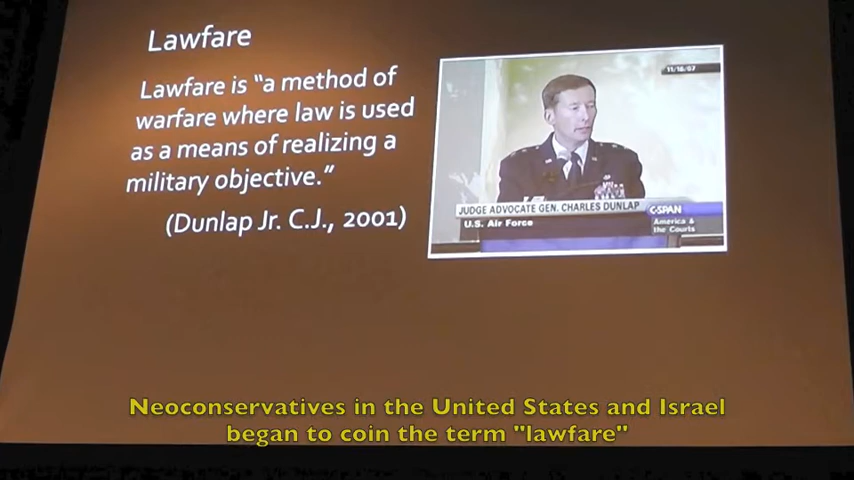 Lawfare
Lawfare is "a method of
warfare where law is used
as a means of realizing a
military objective."
(Dunlap Jr. C.J., 2001)
11/16/07
JUDGE ADVOCATE GEN. CHARLES DUNLAP
U.S. Air Force
C-SPAN
America &
the Courts
Neoconservatives in the United States and Israel
began to coin the term "lawfare"